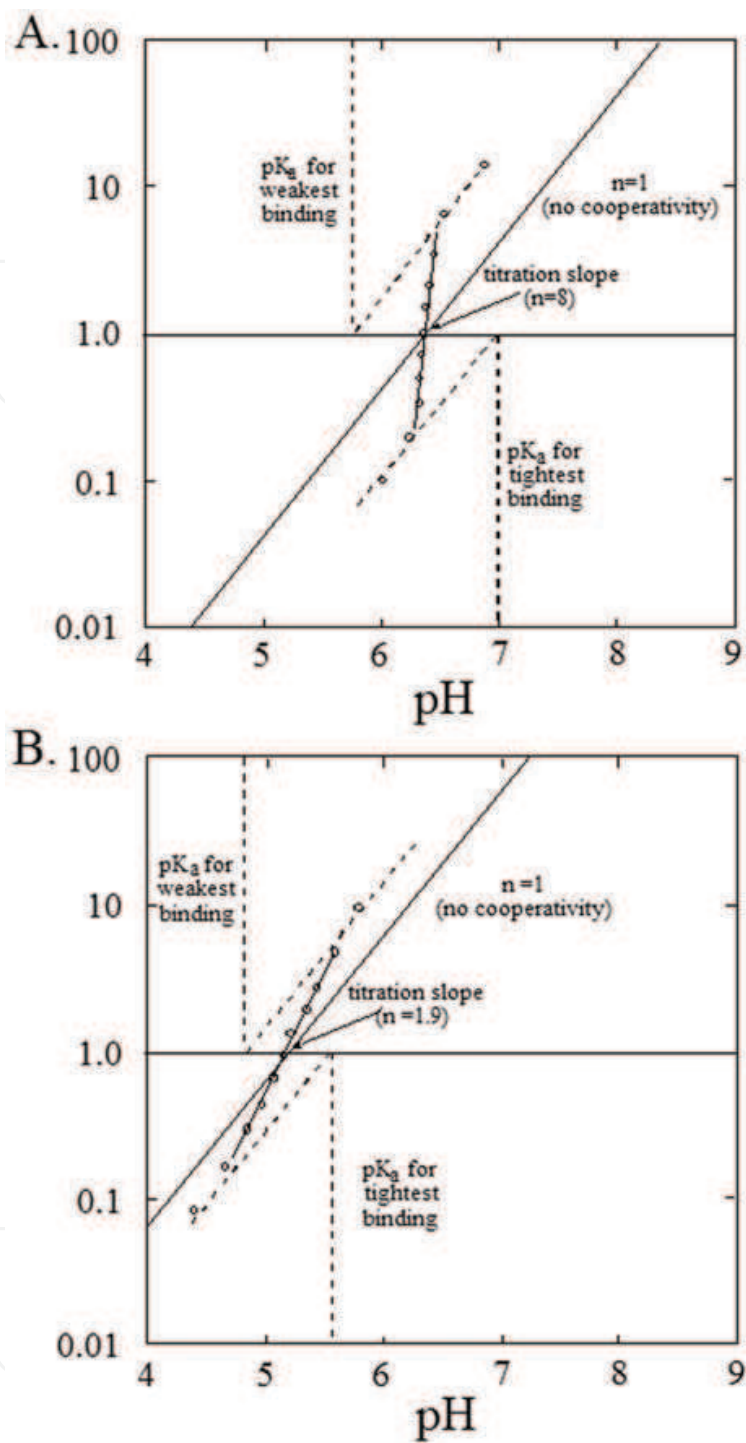 A.
100
pKa for
weakest
binding
10
n=1
(no cooperativity)
titration slope
(n=8)
1.0
pKa for
tightest
binding
0.1
0.01
4 5 6 7 8 9
pH
B.
100
pKa for
weakest
binding
n=1
(no cooperativity)
10
titration slope
(n =1.9)
1.0
pKa for
tightest
binding
0.1
0.01
4 5 6 7 8 9
pH